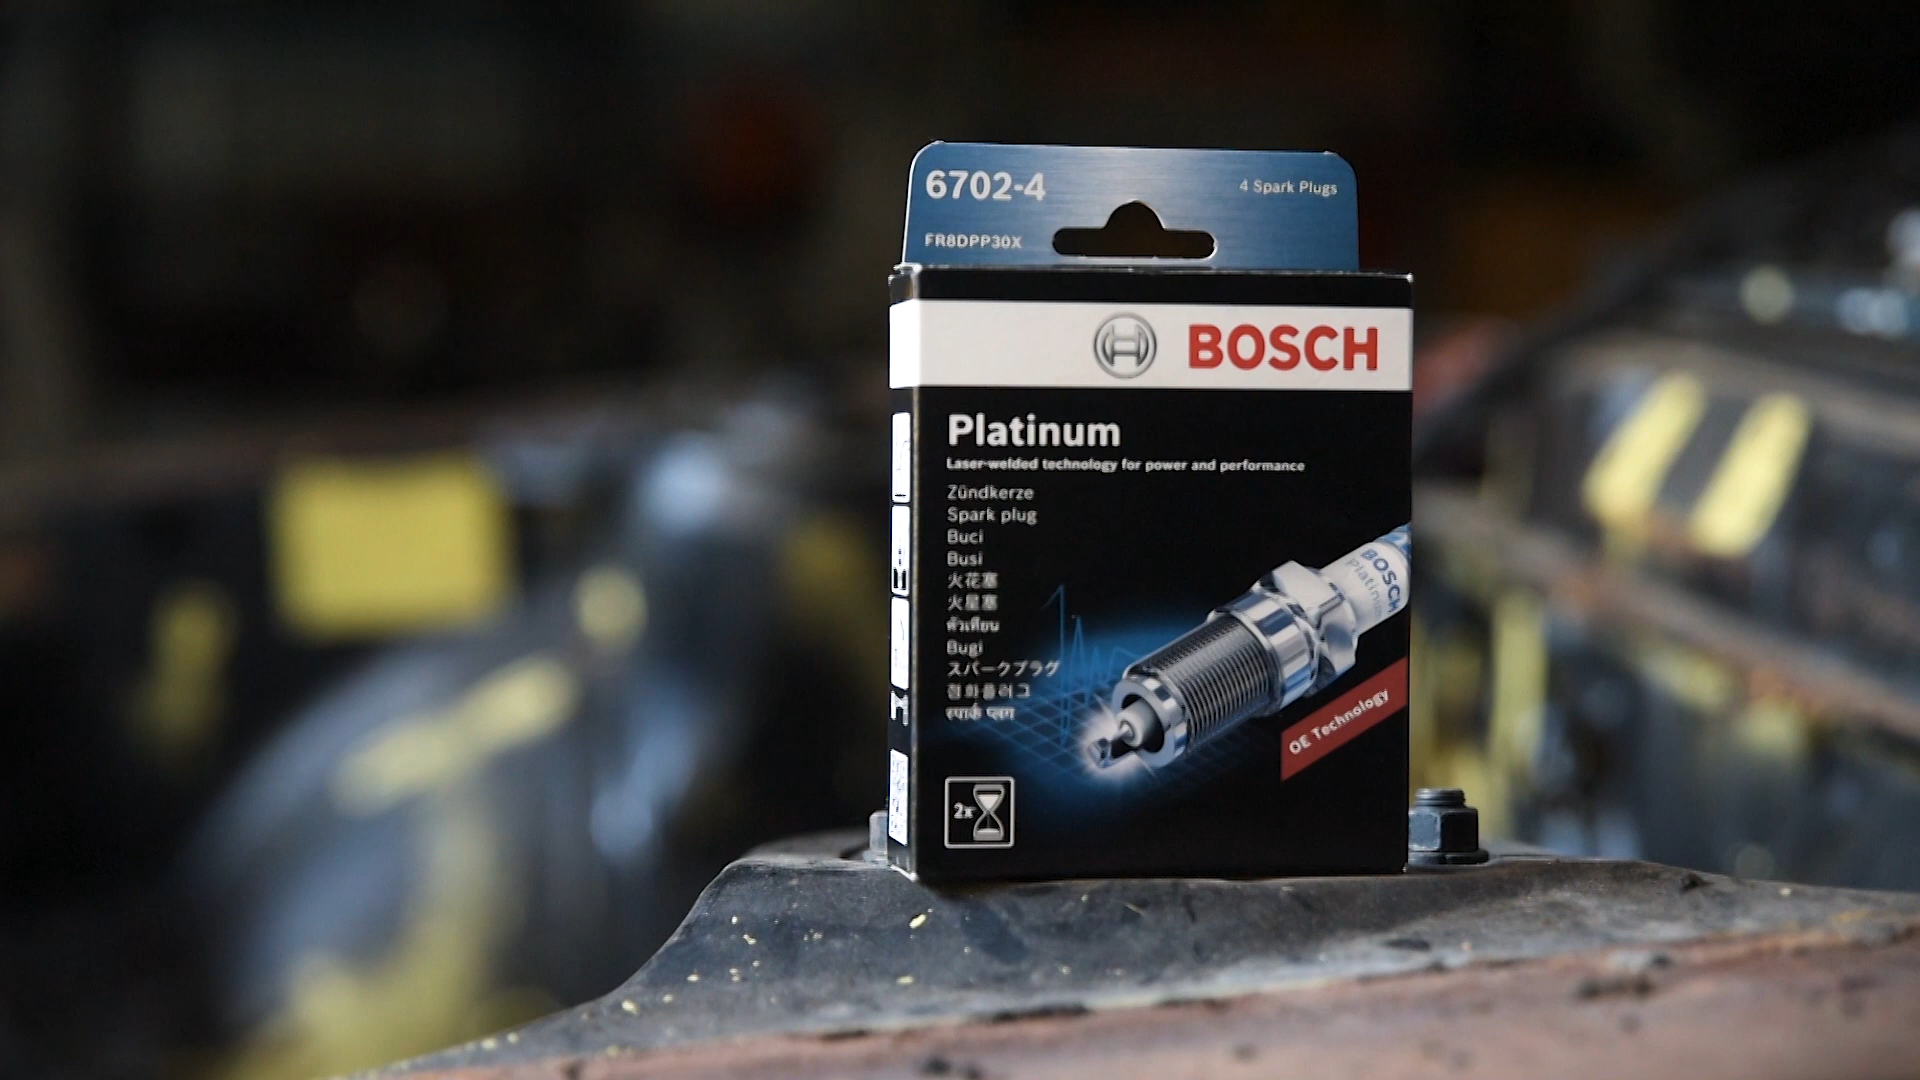 6702-4
4 Spark Plugs
FR8DPP30X
BOSCH
Platinum
Laser-welded technology for power and performance
Zündkerze
Spark plug
Buci
Busi
火花塞
火星塞
หัวเทียน
Bugi
スパークプラグ
점화플러그
स्पार्क प्लग
BOSCH
Platinum
OE Technology
2x